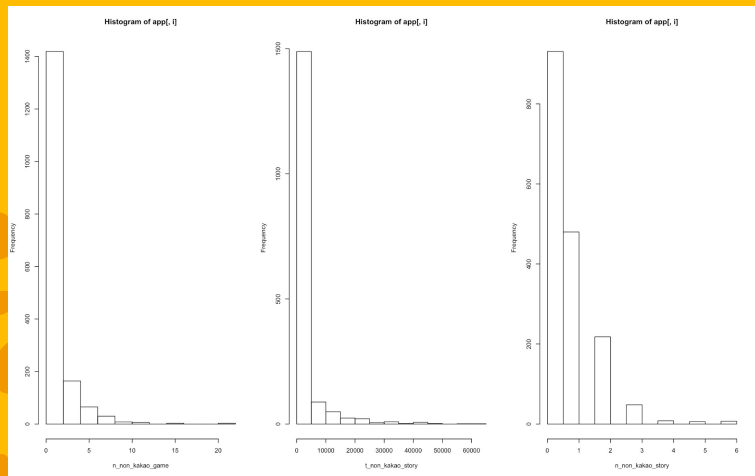 Histogram of app[, i]
Frequency
1400
1200
1000
800
600
400
200
0
0 5 10 15 20
n_non_kakao_game
Histogram of app[, i]
Frequency
1500
1000
500
0
0 10000 20000 30000 40000 50000 60000
t_non_kakao_story
Histogram of app[, i]
Frequency
800
600
400
200
0
0 1 2 3 4 5 6
n_non_kakao_story